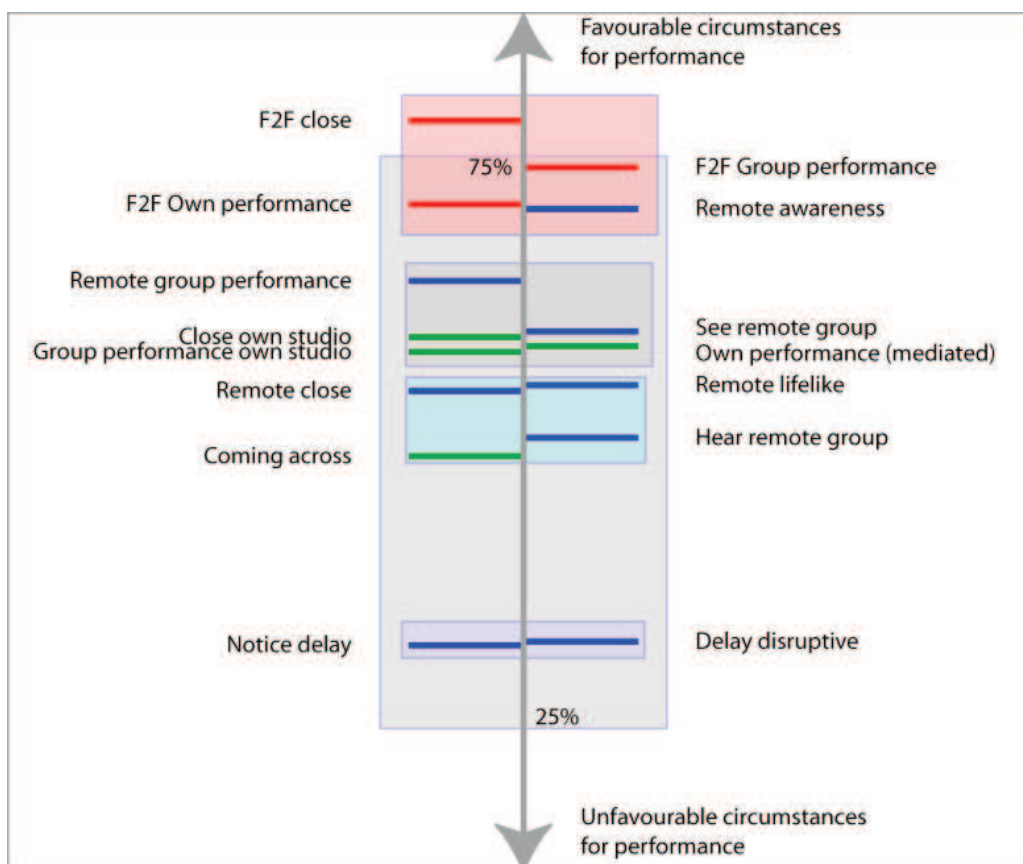 Favourable circumstances
for performance
F2F close
75%
F2F Group performance
F2F Own performance
Remote awareness
Remote group performance
See remote group
Close own studio
Own performance (mediated)
Group performance own studio
Remote lifelike
Remote close
Hear remote group
Coming across
Notice delay
Delay disruptive
25%
Unfavourable circumstances
for performance